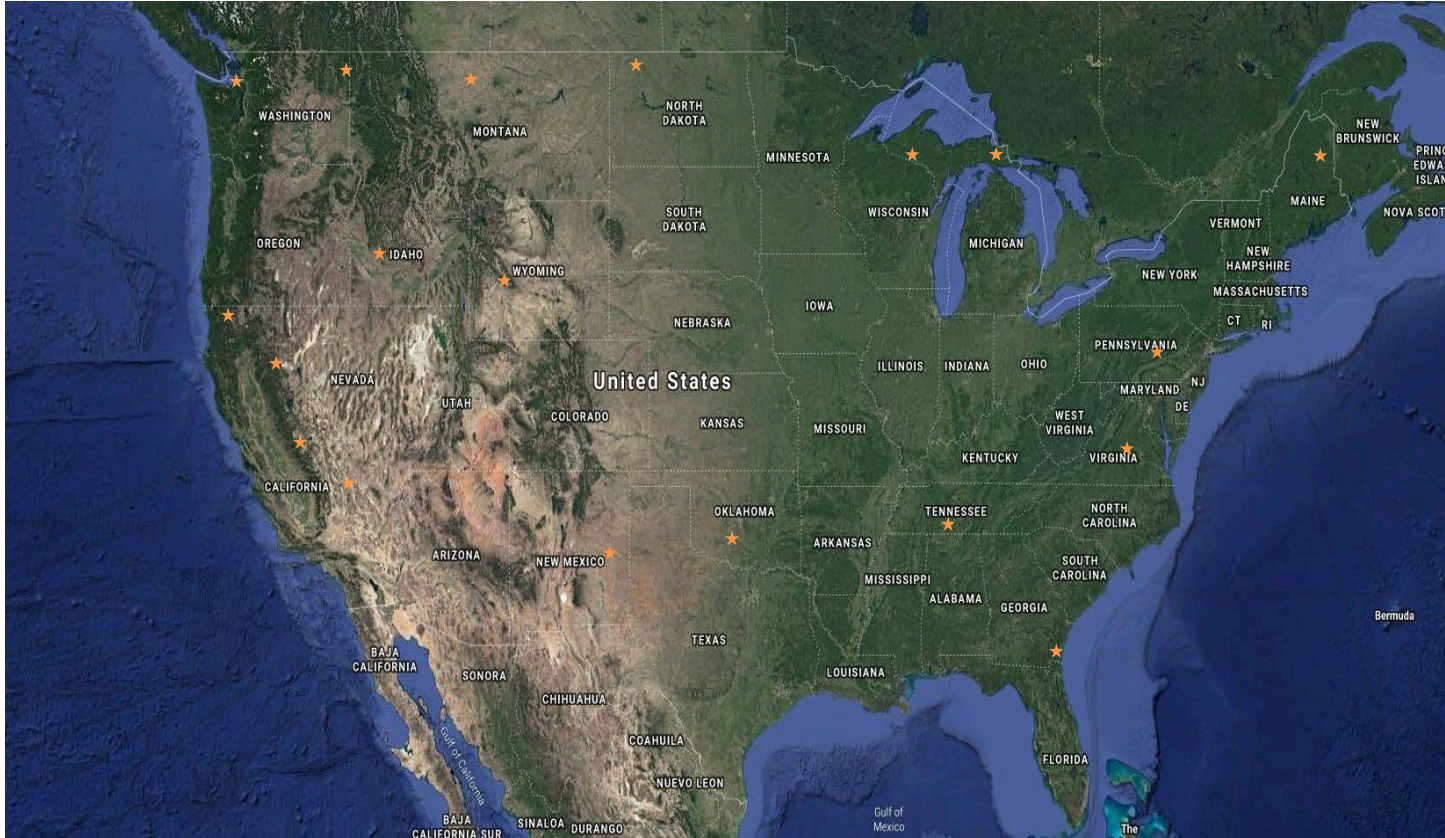 WASHINGTON
MONTANA
NORTH
DAKOTA
MINNESOTA
NEW
BRUNSWICK
PRINC
EDWA
ISLAN
MAINE
NOVA SCOT
SOUTH
DAKOTA
WISCONSIN
MICHIGAN
VERMONT
OREGON
IDAHO
WYOMING
NEW
HAMPSHIRE
NEW YORK
MASSACHUSETTS
CT
RI
IOWA
NEBRASKA
PENNSYLVANIA
ILLINOIS
INDIANA
OHIO
NEVADA
United States
MARYLAND
NJ
DE
UTAH
COLORADO
KANSAS
MISSOURI
WEST
VIRGINIA
KENTUCKY
VIRGINIA
CALIFORNIA
OKLAHOMA
TENNESSEE
NORTH
CAROLINA
ARIZONA
NEW MEXICO
ARKANSAS
SOUTH
CAROLINA
MISSISSIPPI
ALABAMA
GEORGIA
Bermuda
TEXAS
BAJA
CALIFORNIA
SONORA
LOUISIANA
CHIHUAHUA
COAHUILA
Gulf of California
FLORIDA
NUEVO LEON
Gulf of
Mexico
BAJA
CALIFORNIA SUR
SINALOA
DURANGO
The